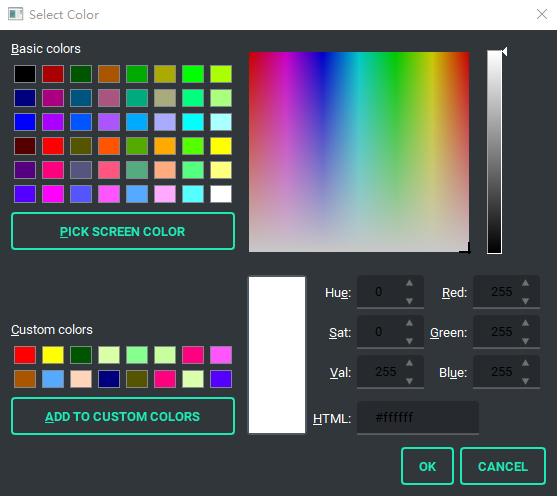 Select Color
Basic colors
PICK SCREEN COLOR
Custom colors
ADD TO CUSTOM COLORS
Hue: 0 Red: 255
Sat: 0 Green: 255
Val: 255 Blue: 255
HTML: #ffffff
OK CANCEL